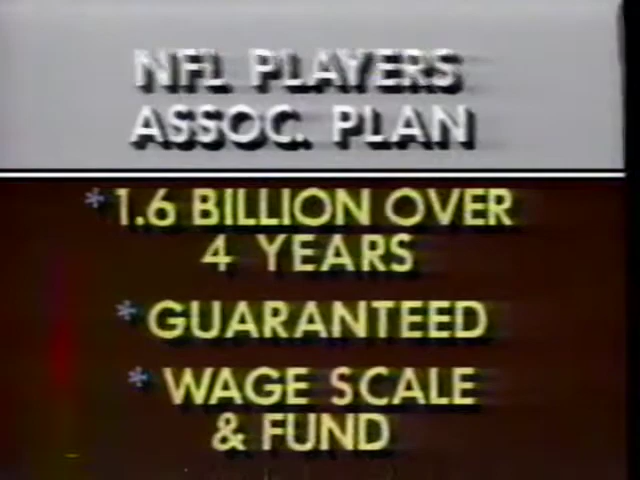 NFL PLAYERS
ASSOC. PLAN
* 1.6 BILLION OVER
4 YEARS
* GUARANTEED
* WAGE SCALE
& FUND